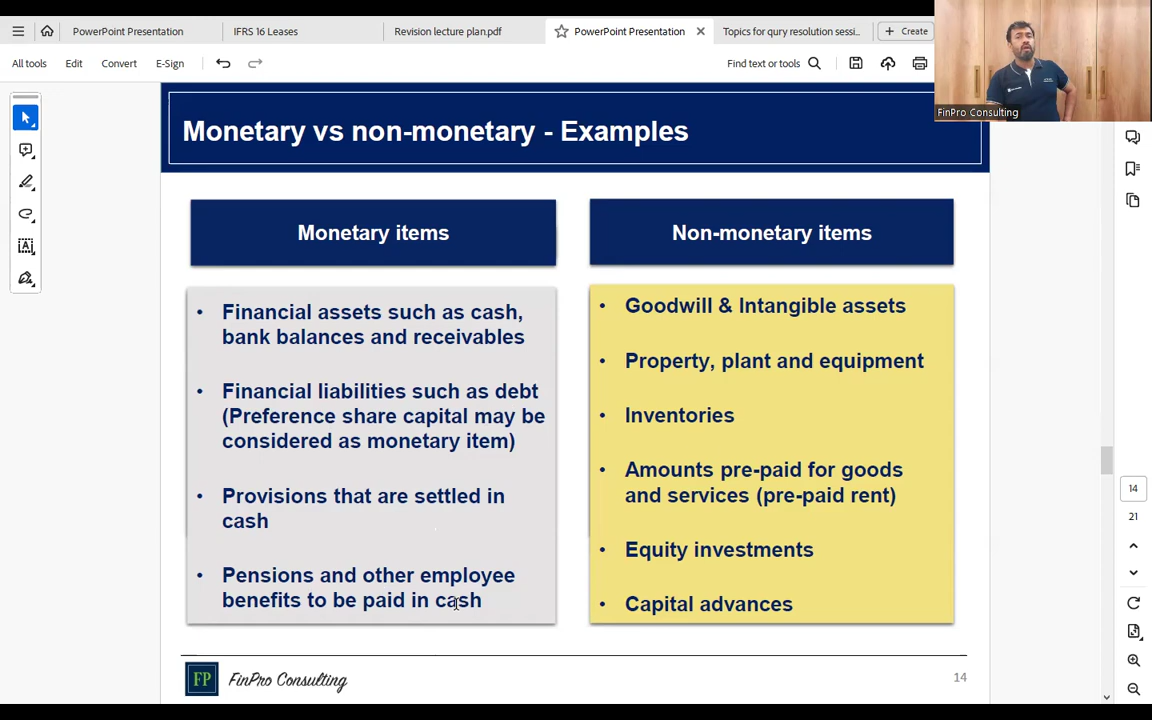 PowerPoint Presentation
IFRS 16 Leases
Revision lecture plan.pdf
PowerPoint Presentation
Topics for qury resolution sessi...
Create
All tools
Edit
Convert
E-Sign
Find text or tools
FinPro Consulting
Monetary vs non-monetary - Examples
Monetary items
• Financial assets such as cash,
bank balances and receivables
• Financial liabilities such as debt
(Preference share capital may be
considered as monetary item)
• Provisions that are settled in
cash
• Pensions and other employee
benefits to be paid in cash
Non-monetary items
• Goodwill & Intangible assets
• Property, plant and equipment
• Inventories
• Amounts pre-paid for goods
and services (pre-paid rent)
• Equity investments
• Capital advances
FP FinPro Consulting
14
14
21